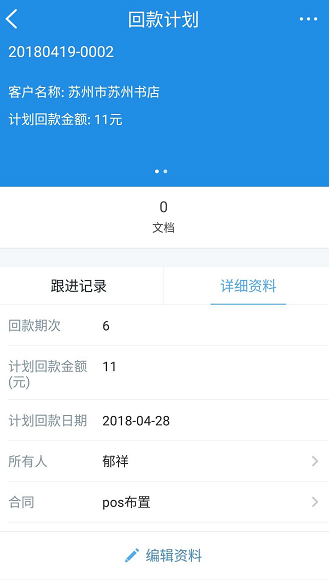 回款计划
20180419-0002
客户名称: 苏州市苏州书店
计划回款金额: 11元
0
文档
跟进记录 详细资料
回款期次 6
计划回款金额 11
(元)
计划回款日期 2018-04-28
所有人 郁祥
合同 pos布置
编辑资料